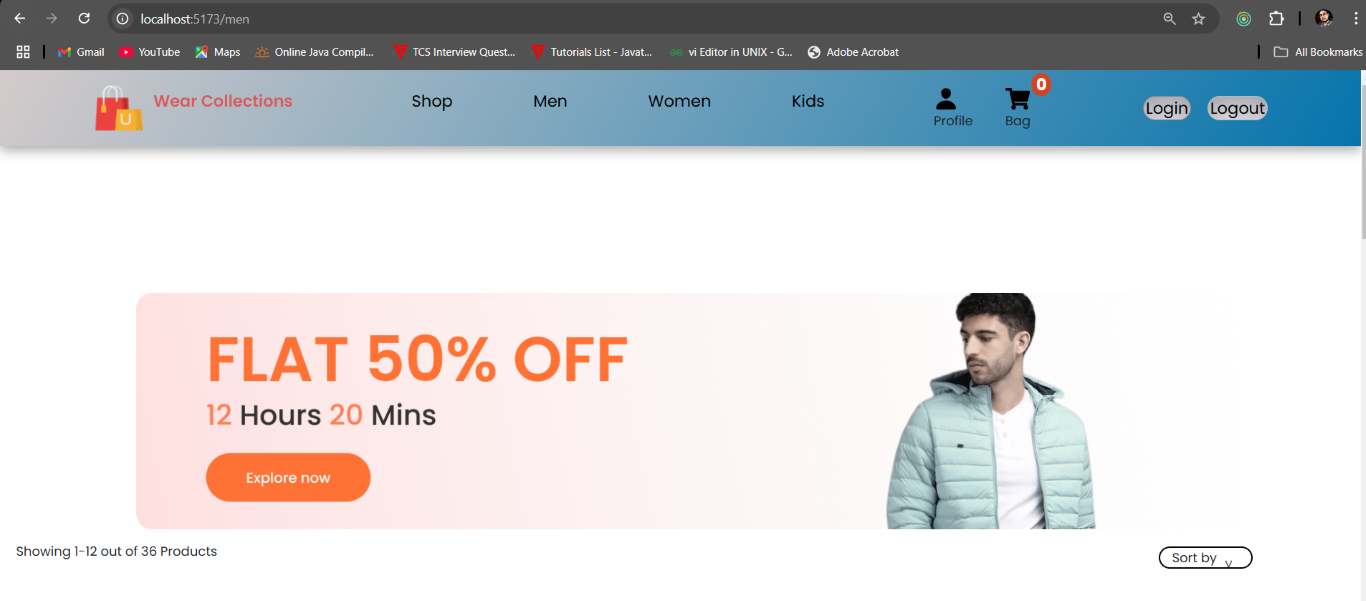 localhost:5173/men
Gmail YouTube Maps Online Java Compil... TCS Interview Quest... Tutorials List - Javat... vi Editor in UNIX - G... Adobe Acrobat All Bookmarks
U Wear Collections Shop Men Women Kids Profile Bag 0 Login Logout
FLAT 50% OFF
12 Hours 20 Mins
Explore now
Showing 1-12 out of 36 Products Sort by v